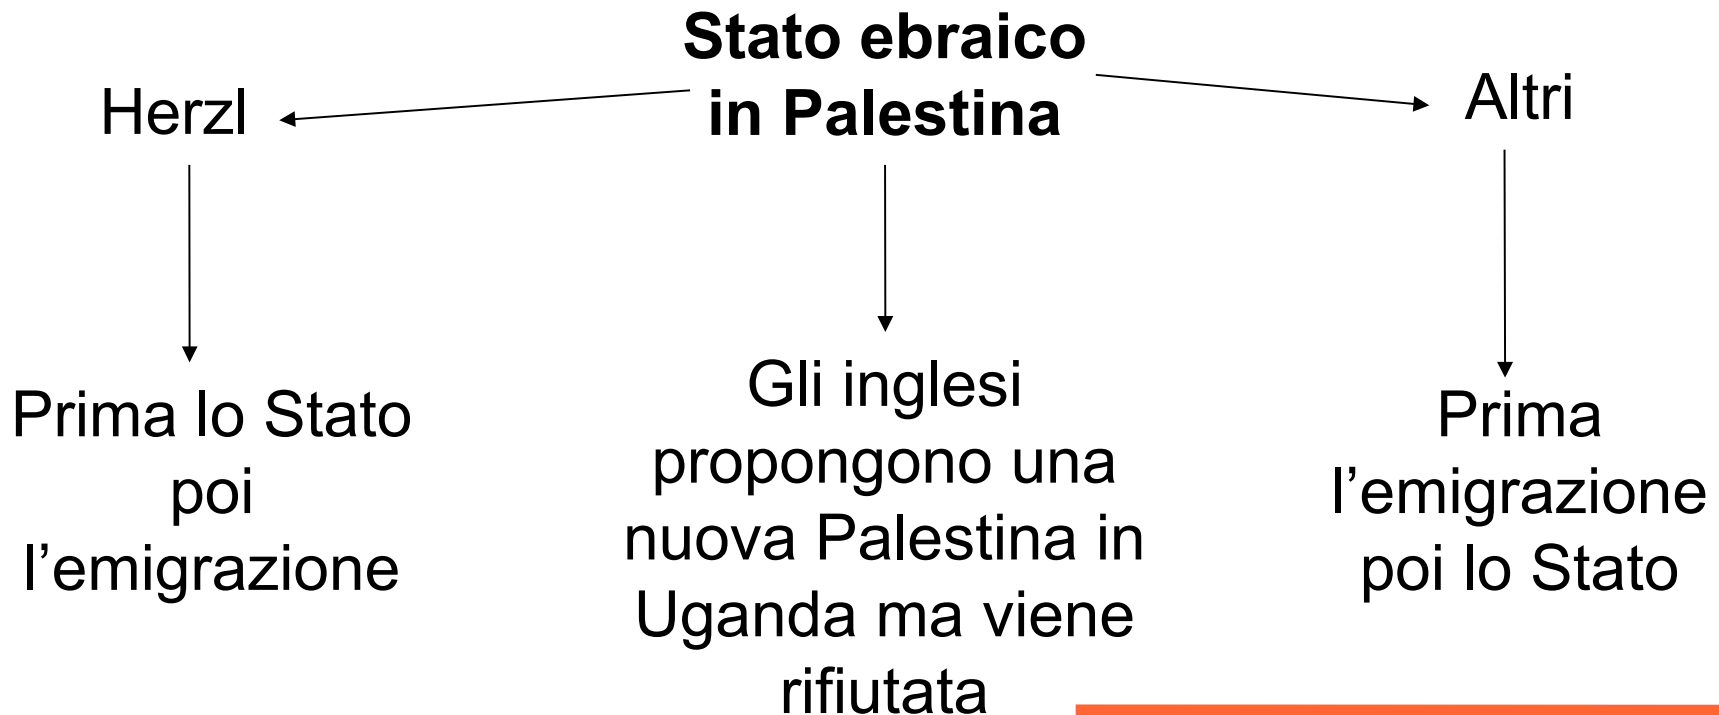 Stato ebraico
in Palestina
Herzl
Altri
Prima lo Stato
poi
l’emigrazione
Gli inglesi
propongono una
nuova Palestina in
Uganda ma viene
rifiutata
Prima
l’emigrazione
poi lo Stato